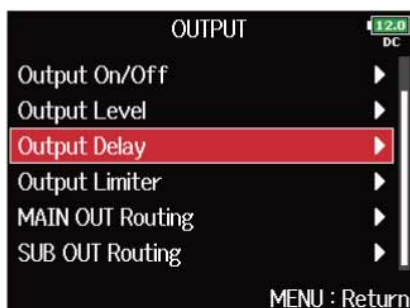 OUTPUT
12.0
DC
Output On/Off
Output Level
Output Delay
Output Limiter
MAIN OUT Routing
SUB OUT Routing
MENU : Return